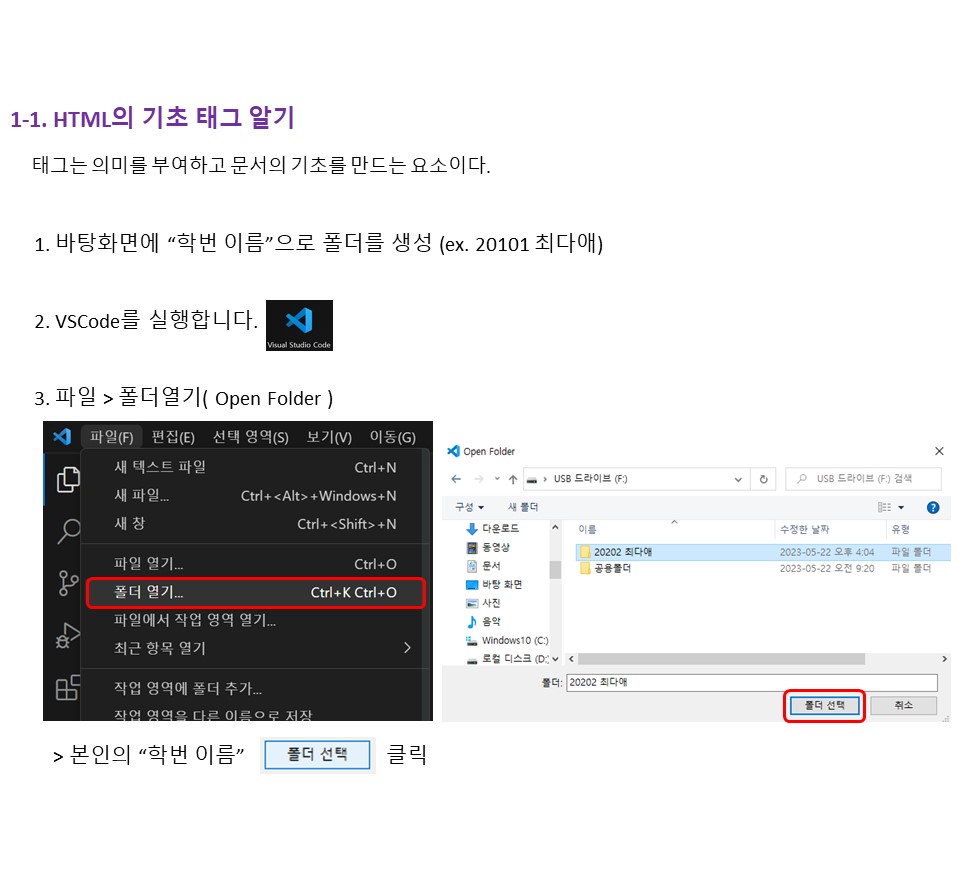 1-1. HTML의 기초 태그 알기
태그는 의미를 부여하고 문서의 기초를 만드는 요소이다.
1. 바탕화면에 “학번 이름”으로 폴더를 생성 (ex. 20101 최다애)
2. VSCode를 실행합니다.
Visual Studio Code
3. 파일 > 폴더열기( Open Folder )
파일(F) 편집(E) 선택 영역(S) 보기(V) 이동(G)
새 텍스트 파일 Ctrl+N
새 파일... Ctrl+<Alt>+Windows+N
새 창 Ctrl+<Shift>+N
파일 열기... Ctrl+O
폴더 열기... Ctrl+K Ctrl+O
파일에서 작업 영역 열기...
최근 항목 열기
작업 영역에 폴더 추가...
작업 영역을 다른 이름으로 저장
Open Folder
USB 드라이브 (F:) USB 드라이브 (F:) 검색
구성 새 폴더
이름 수정한 날짜 유형
다운로드
동영상
문서
바탕 화면
사진
음악
Windows10 (C:)
로컬 디스크 (D:)
20202 최다애 2023-05-22 오후 4:04 파일 폴더
공용폴더 2023-05-22 오전 9:20 파일 폴더
폴더: 20202 최다애
폴더 선택 취소
> 본인의 “학번 이름” 폴더 선택 클릭